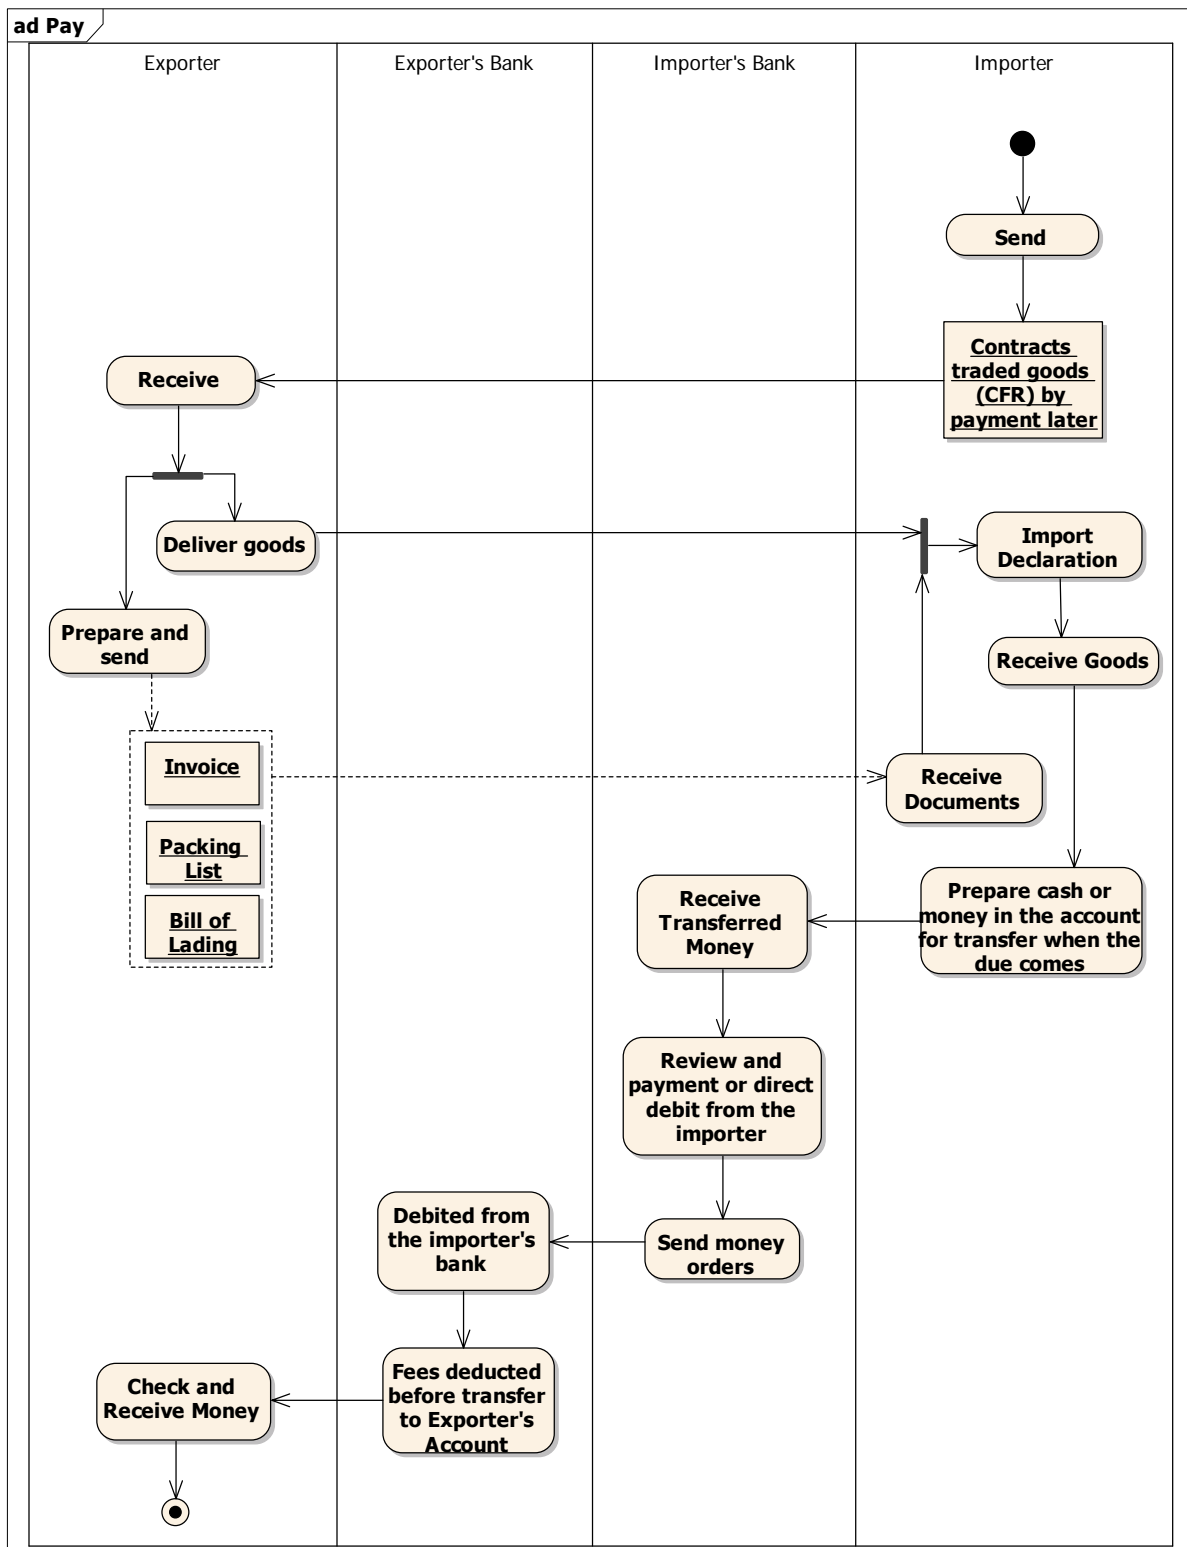 ad Pay
Exporter
Exporter's Bank
Importer's Bank
Importer
Send
Contracts
traded goods
(CFR) by
payment later
Receive
Deliver goods
Import
Declaration
Prepare and
send
Receive Goods
Invoice
Packing
List
Bill of
Lading
Receive
Documents
Prepare cash or
money in the account
for transfer when the
due comes
Receive
Transferred
Money
Review and
payment or direct
debit from the
importer
Send money
orders
Debited from
the importer's
bank
Fees deducted
before transfer
to Exporter's
Account
Check and
Receive Money